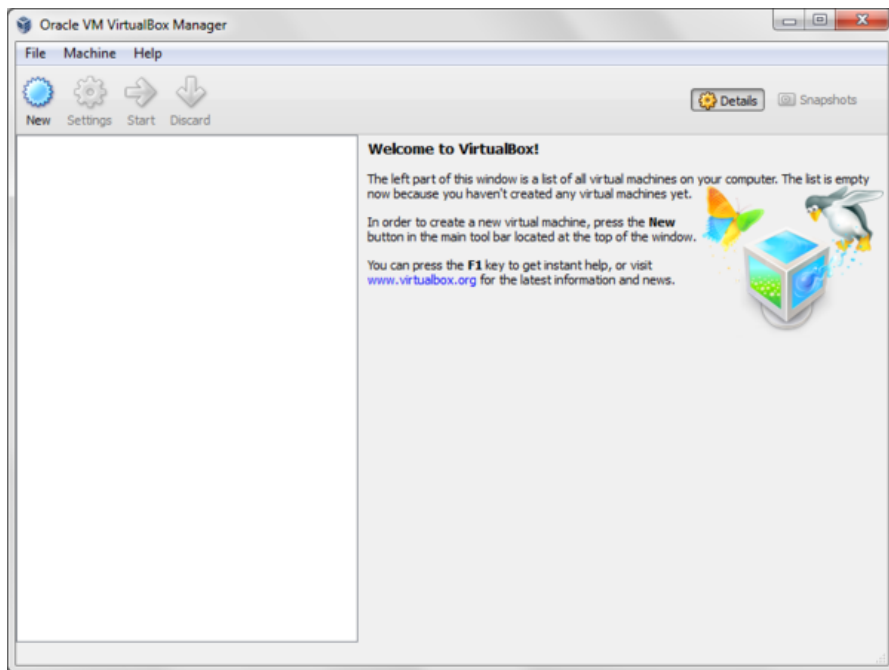 Oracle VM VirtualBox Manager
File Machine Help
New Settings Start Discard
Details Snapshots
Welcome to VirtualBox!
The left part of this window is a list of all virtual machines on your computer. The list is empty
now because you haven't created any virtual machines yet.
In order to create a new virtual machine, press the New
button in the main tool bar located at the top of the window.
You can press the F1 key to get instant help, or visit
www.virtualbox.org for the latest information and news.